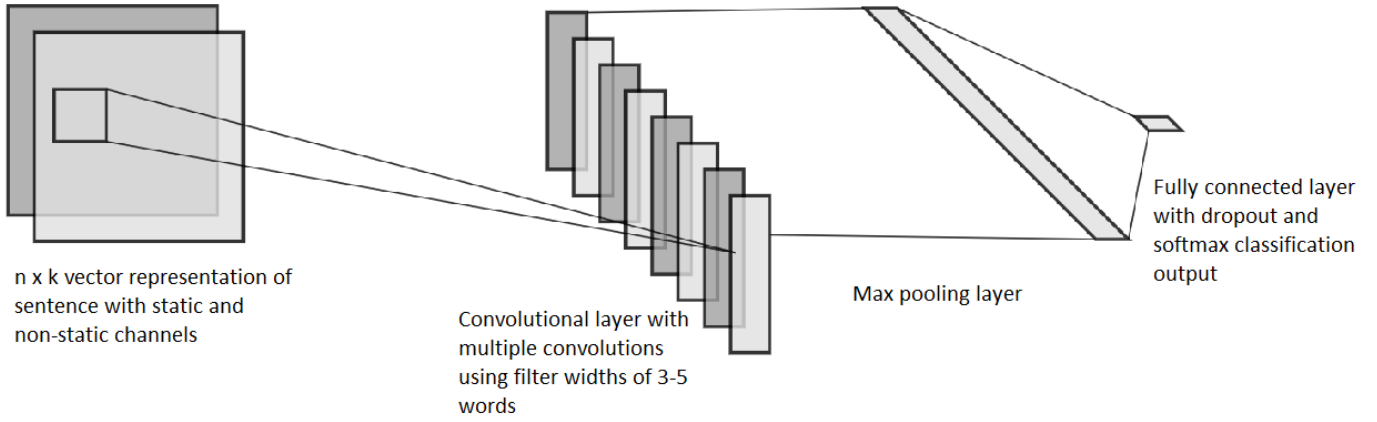 n x k vector representation of
sentence with static and
non-static channels
Convolutional layer with
multiple convolutions
using filter widths of 3-5
words
Max pooling layer
Fully connected layer
with dropout and
softmax classification
output